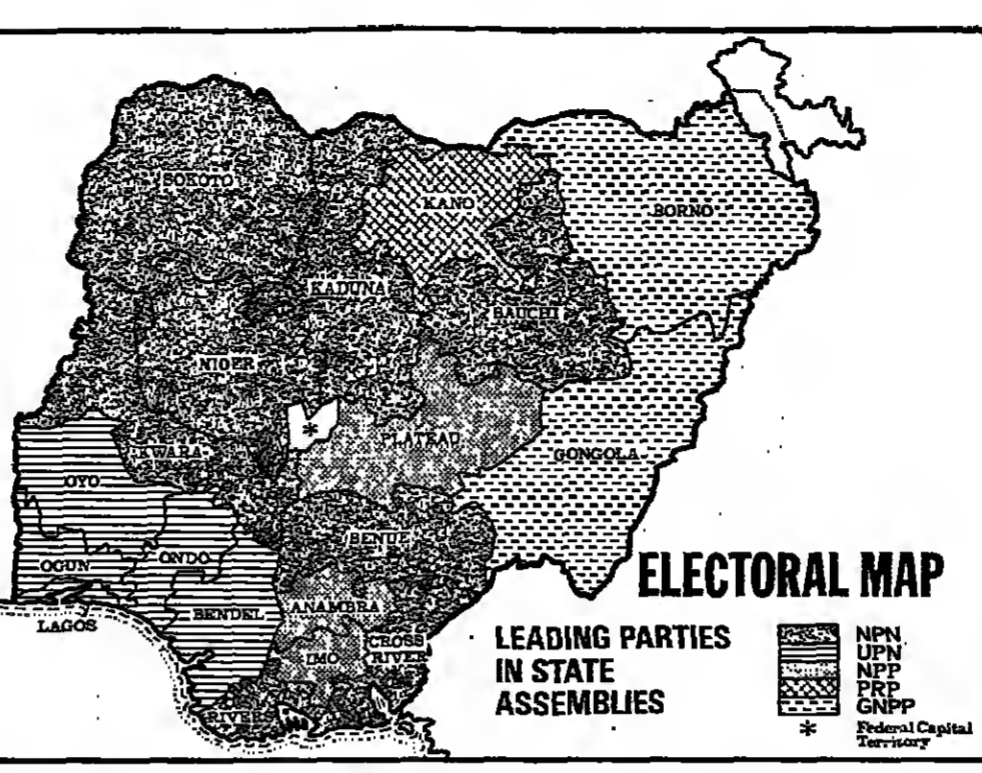 SOKOTO
KANO
BORNO
KADUNA
BAUCHI
NIGER
*
PLATEAU
KWARA
GONGOLA
OYO
BENUE
ONDO
OGUN
ANAMBRA
BENDEL
LAGOS
CROSS
RIVER
IMO
RIVERS
ELECTORAL MAP
LEADING PARTIES
IN STATE
ASSEMBLIES
NPN
UPN
NPP
PRP
GNPP
* Federal Capital
Territory